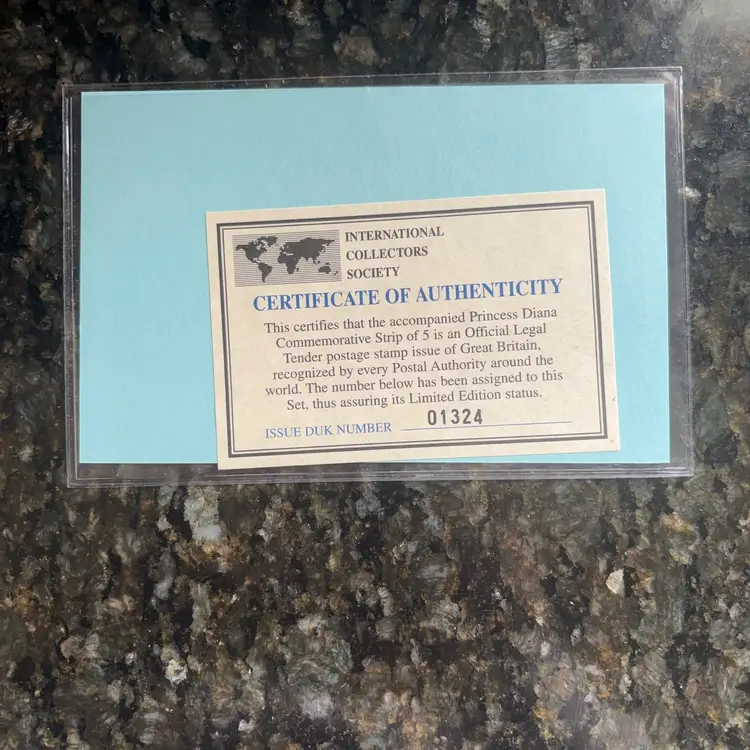 INTERNATIONAL
COLLECTORS
SOCIETY
CERTIFICATE OF AUTHENTICITY
This certifies that the accompanied Princess Diana
Commemorative Strip of 5 is an Official Legal
Tender postage stamp issue of Great Britain,
recognized by every Postal Authority around the
world. The number below has been assigned to this
Set, thus assuring its Limited Edition status.
ISSUE DUK NUMBER 01324